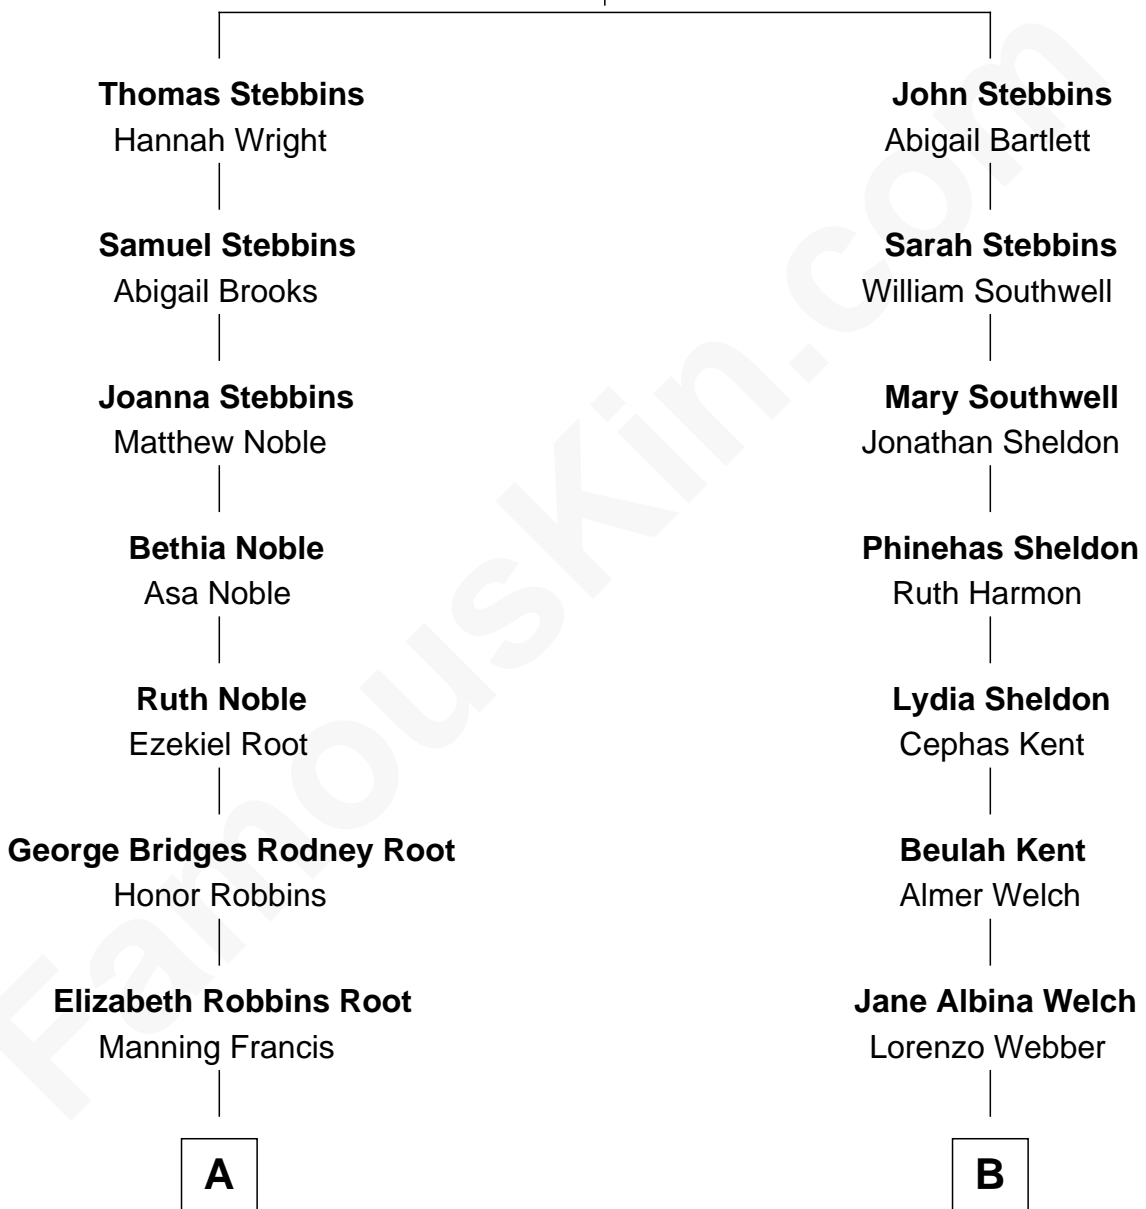 Thomas Stebbins
Hannah Wright
Samuel Stebbins
Abigail Brooks
Joanna Stebbins
Matthew Noble
Bethia Noble
Asa Noble
Ruth Noble
Ezekiel Root
George Bridges Rodney Root
Honor Robbins
Elizabeth Robbins Root
Manning Francis
A
John Stebbins
Abigail Bartlett
Sarah Stebbins
William Southwell
Mary Southwell
Jonathan Sheldon
Phinehas Sheldon
Ruth Harmon
Lydia Sheldon
Cephas Kent
Beulah Kent
Almer Welch
Jane Albina Welch
Lorenzo Webber
B
FamousKin.com